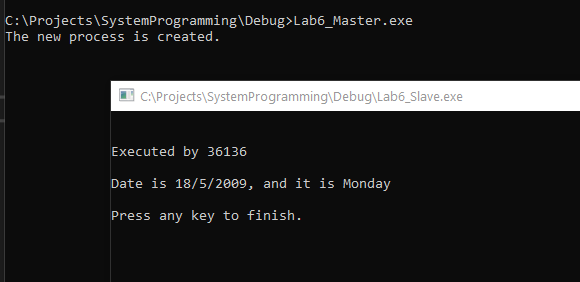 C:\Projects\SystemProgramming\Debug>Lab6_Master.exe
The new process is created.
C:\Projects\SystemProgramming\Debug\Lab6_Slave.exe
Executed by 36136
Date is 18/5/2009, and it is Monday
Press any key to finish.